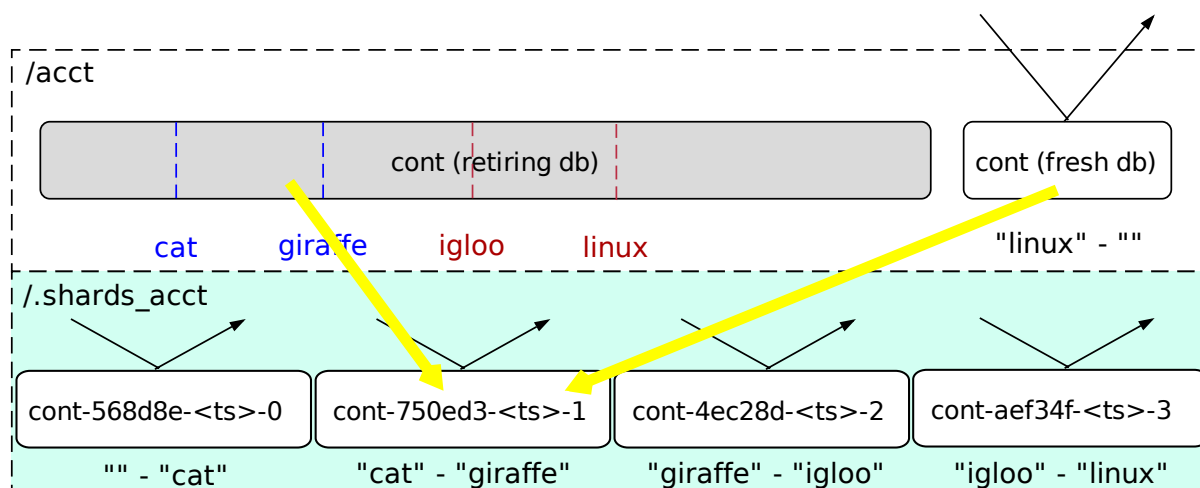 /acct
cont (retiring db)
cont (fresh db)
cat
giraffe
igloo
linux
"linux" - ""
/.shards_acct
cont-568d8e-<ts>-0
cont-750ed3-<ts>-1
cont-4ec28d-<ts>-2
cont-aef34f-<ts>-3
"" - "cat"
"cat" - "giraffe"
"giraffe" - "igloo"
"igloo" - "linux"